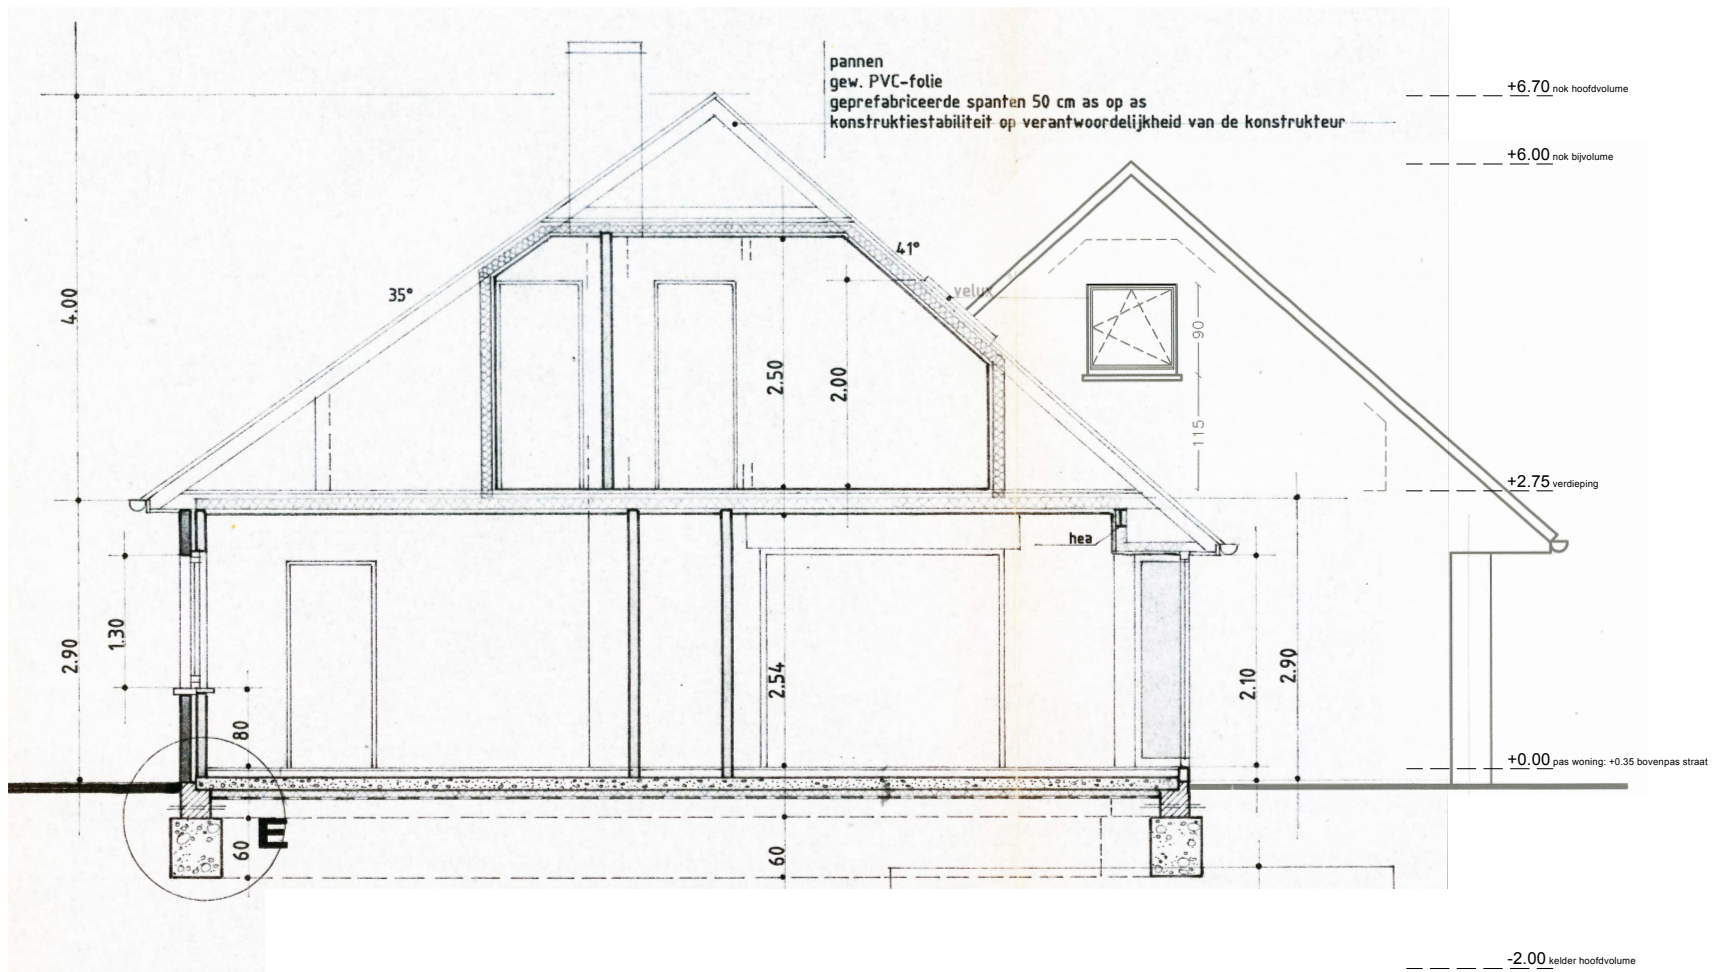 pannen
gew. PVC-folie
geprefabriceerde spanten 50 cm as op as
konstruktiestabiliteit op verantwoordelijkheid van de konstrukteur
+6.70 nok hoofdvolume
+6.00 nok bijvolume
41°
35°
velux
4.00
90
2.50
2.00
115
+2.75 verdieping
hea
1.30
2.90
2.54
2.10
2.90
80
+0.00 pas woning: +0.35 bovenpas straat
E
60
60
-2.00 kelder hoofdvolume